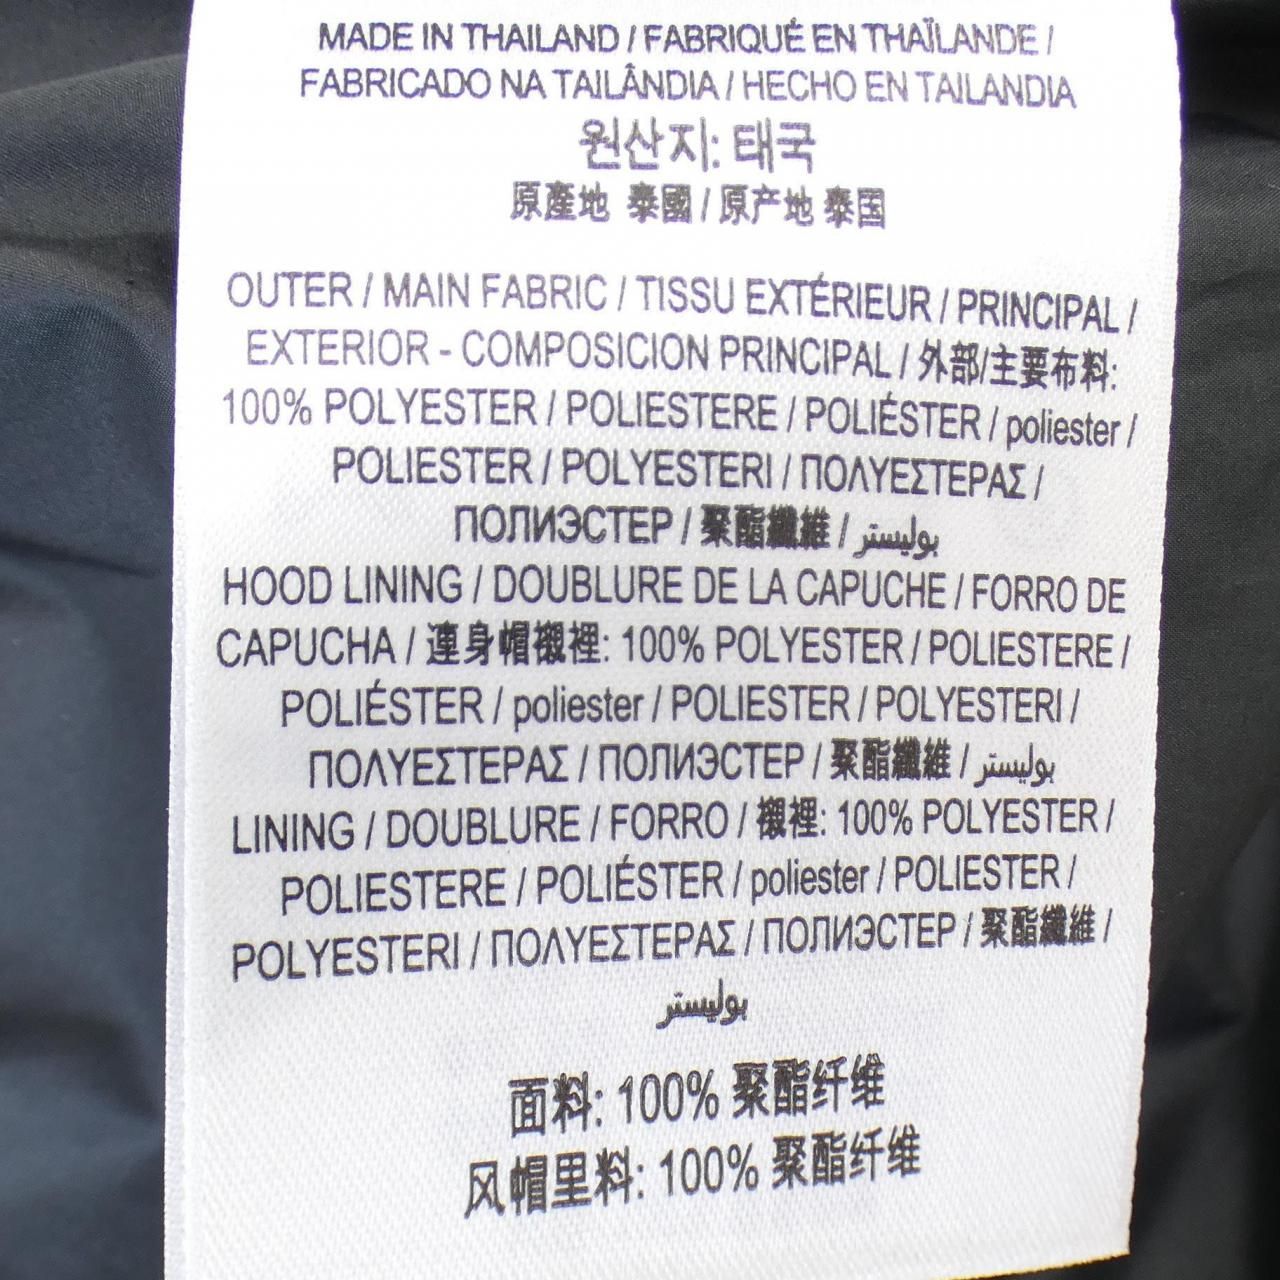 MADE IN THAILAND / FABRIQUÉ EN THAÏLANDE /
FABRICADO NA TAILÂNDIA / HECHO EN TAILANDIA
원산지: 태국
原產地 泰國 / 原产地 泰国
OUTER / MAIN FABRIC / TISSU EXTÉRIEUR / PRINCIPAL /
EXTERIOR - COMPOSICION PRINCIPAL / 外部/主要布料:
100% POLYESTER / POLIESTERE / POLIÉSTER / poliester /
POLIESTER / POLYESTERI / ΠΟΛΥΕΣΤΕΡΑΣ /
ПОЛИЭСТЕР / 聚酯纖維 / بوليستر
HOOD LINING / DOUBLURE DE LA CAPUCHE / FORRO DE
CAPUCHA / 連身帽襯裡: 100% POLYESTER / POLIESTERE /
POLIÉSTER / poliester / POLIESTER / POLYESTERI /
ΠΟΛΥΕΣΤΕΡΑΣ / ПОЛИЭСТЕР / 聚酯纖維 / بوليستر
LINING / DOUBLURE / FORRO / 襯裡: 100% POLYESTER /
POLIESTERE / POLIÉSTER / poliester / POLIESTER /
POLYESTERI / ΠΟΛΥΕΣΤΕΡΑΣ / ПОЛИЭСТЕР / 聚酯纖維 /
بوليستر
面料: 100% 聚酯纤维
风帽里料: 100% 聚酯纤维